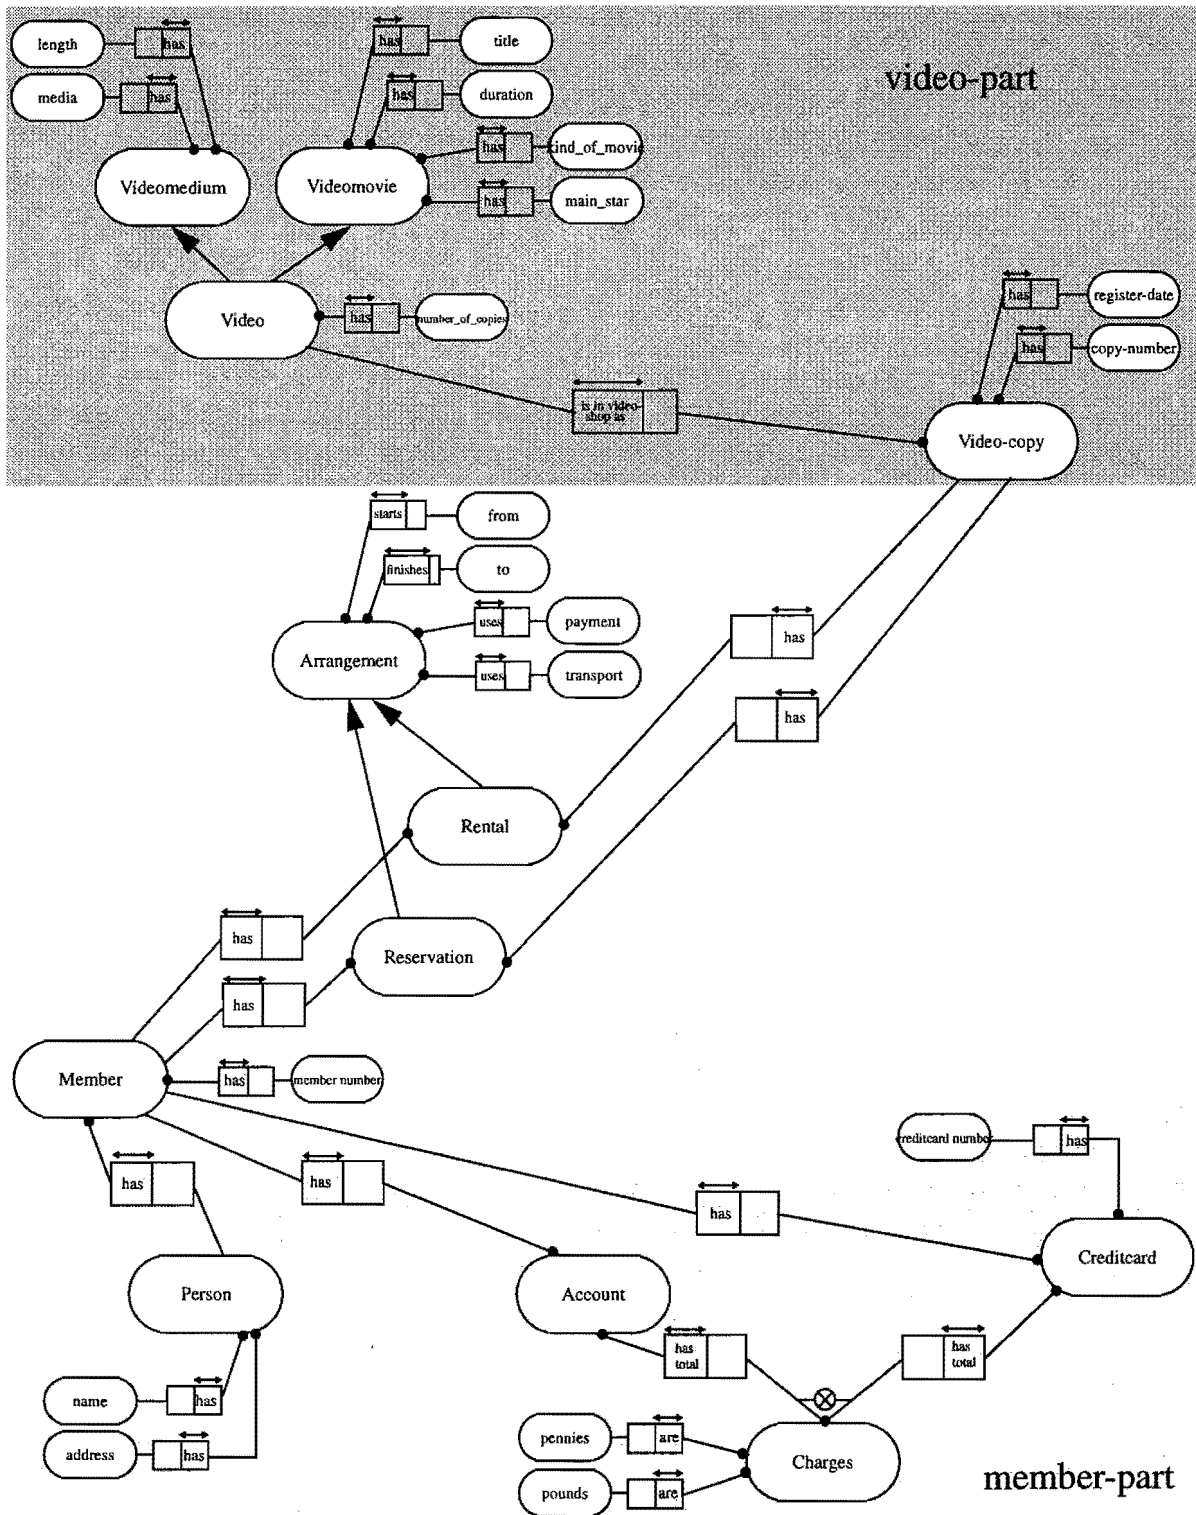 length
has
has
title
media
has
has
duration
video-part
has
kind_of_movie
Videomedium
Videomovie
has
main_star
Video
has
number_of_copies
has
register-date
has
copy-number
is in video-
shop as
Video-copy
starts
from
finishes
to
uses
payment
has
Arrangement
uses
transport
has
Rental
has
Reservation
has
Member
has
member number
creditcard number
has
has
has
has
Creditcard
Person
Account
has
total
has
total
name
has
address
has
pennies
are
Charges
pounds
are
member-part